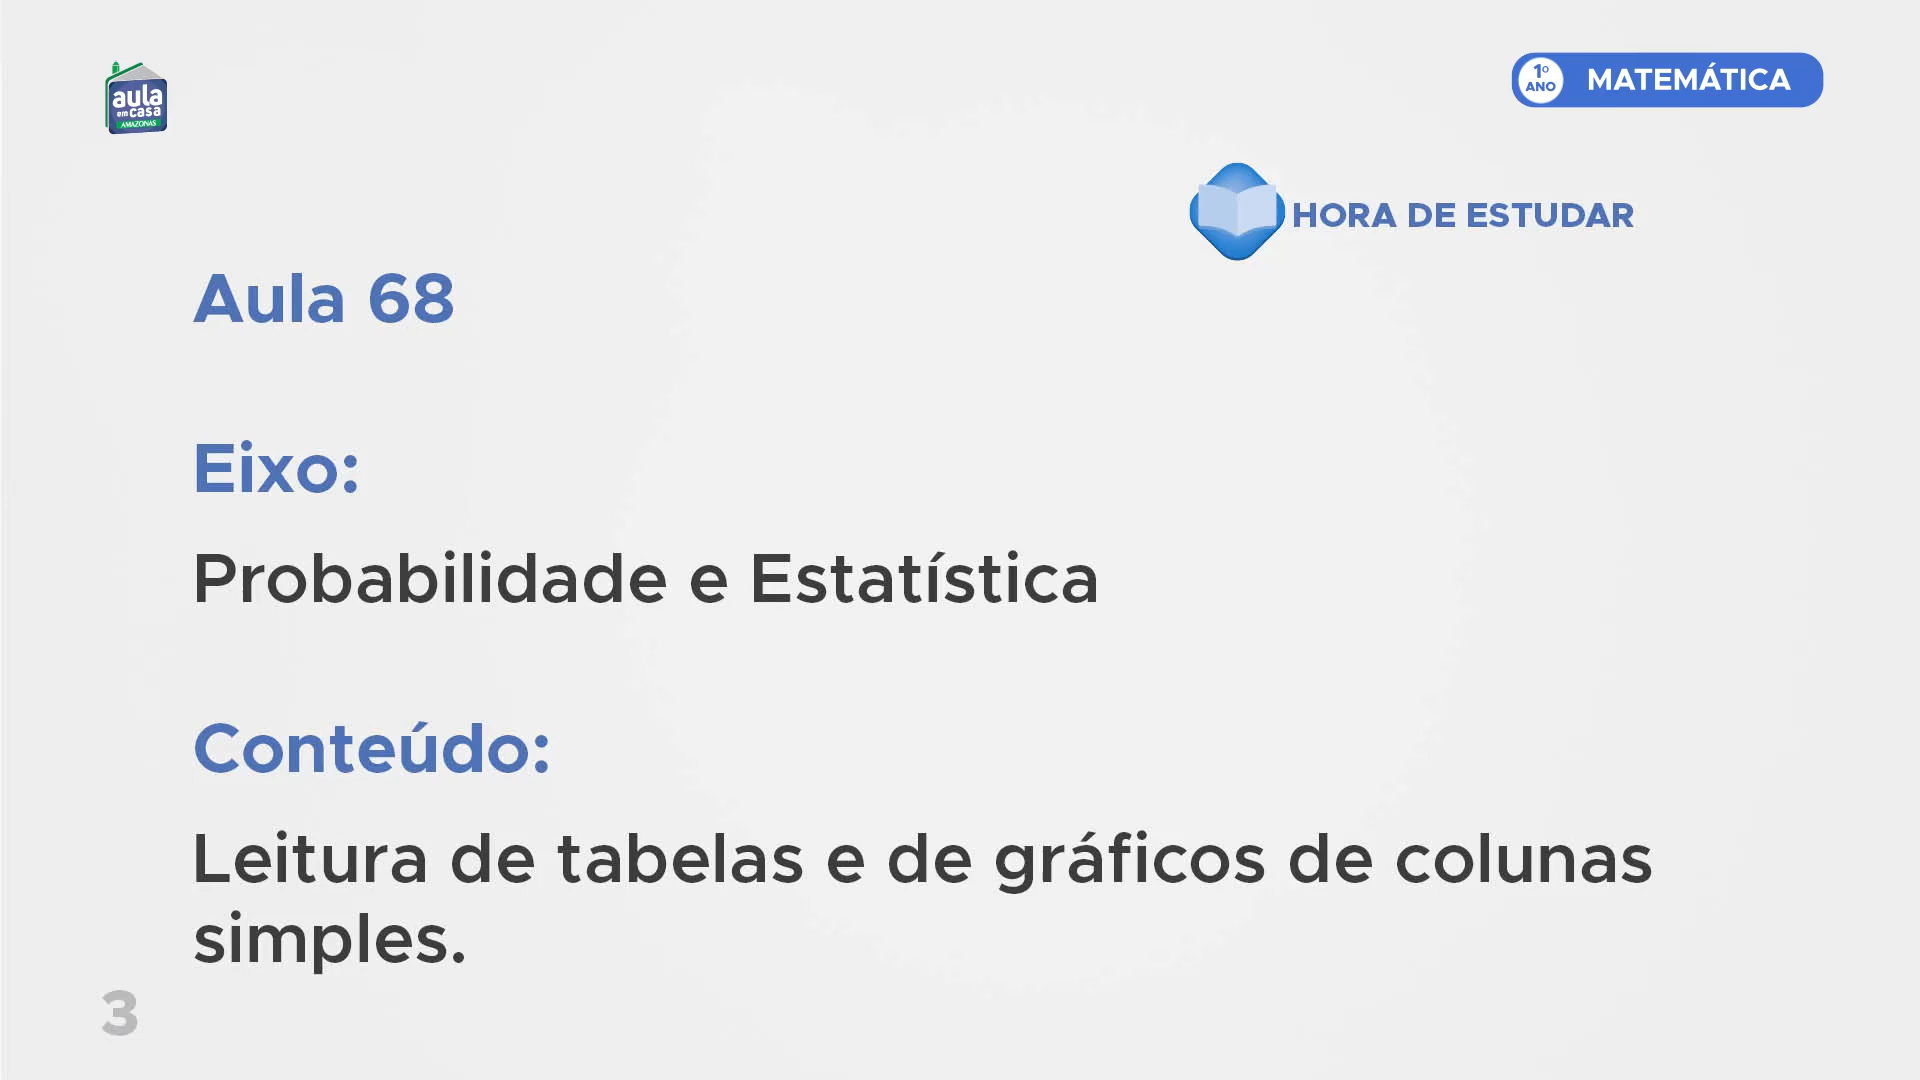 aula
em casa
AMAZONAS
1º
ANO
MATEMÁTICA
HORA DE ESTUDAR
Aula 68
Eixo:
Probabilidade e Estatística
Conteúdo:
Leitura de tabelas e de gráficos de colunas
simples.
3